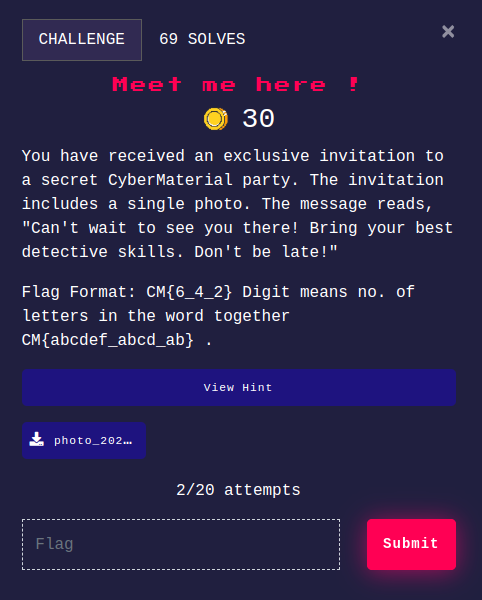 CHALLENGE 69 SOLVES ×
Meet me here !
30
You have received an exclusive invitation to
a secret CyberMaterial party. The invitation
includes a single photo. The message reads,
"Can't wait to see you there! Bring your best
detective skills. Don't be late!"
Flag Format: CM{6_4_2} Digit means no. of
letters in the word together
CM{abcdef_abcd_ab} .
View Hint
photo_202…
2/20 attempts
Flag
Submit